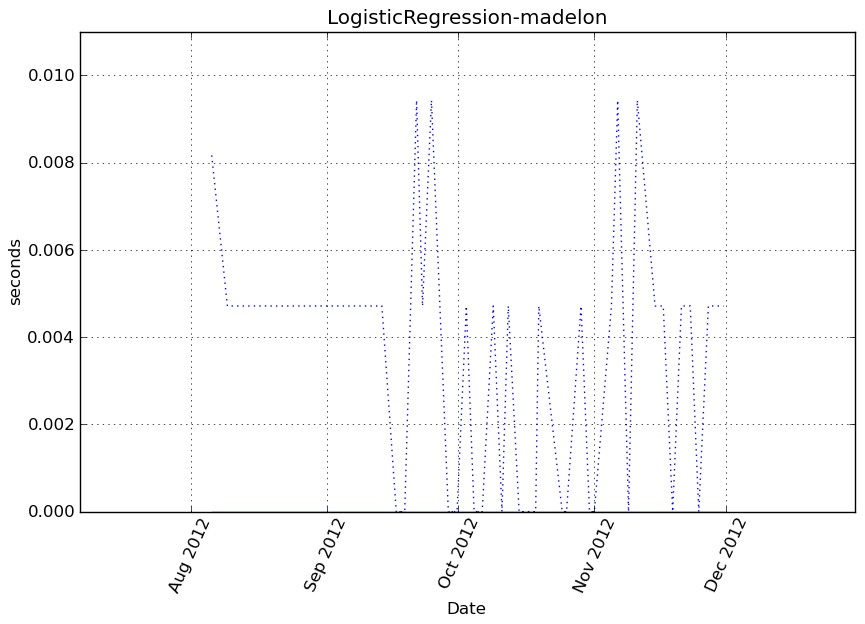 LogisticRegression-madelon
0.010
0.008
0.006
0.004
0.002
0.000
seconds
Aug 2012
Sep 2012
Oct 2012
Nov 2012
Dec 2012
Date